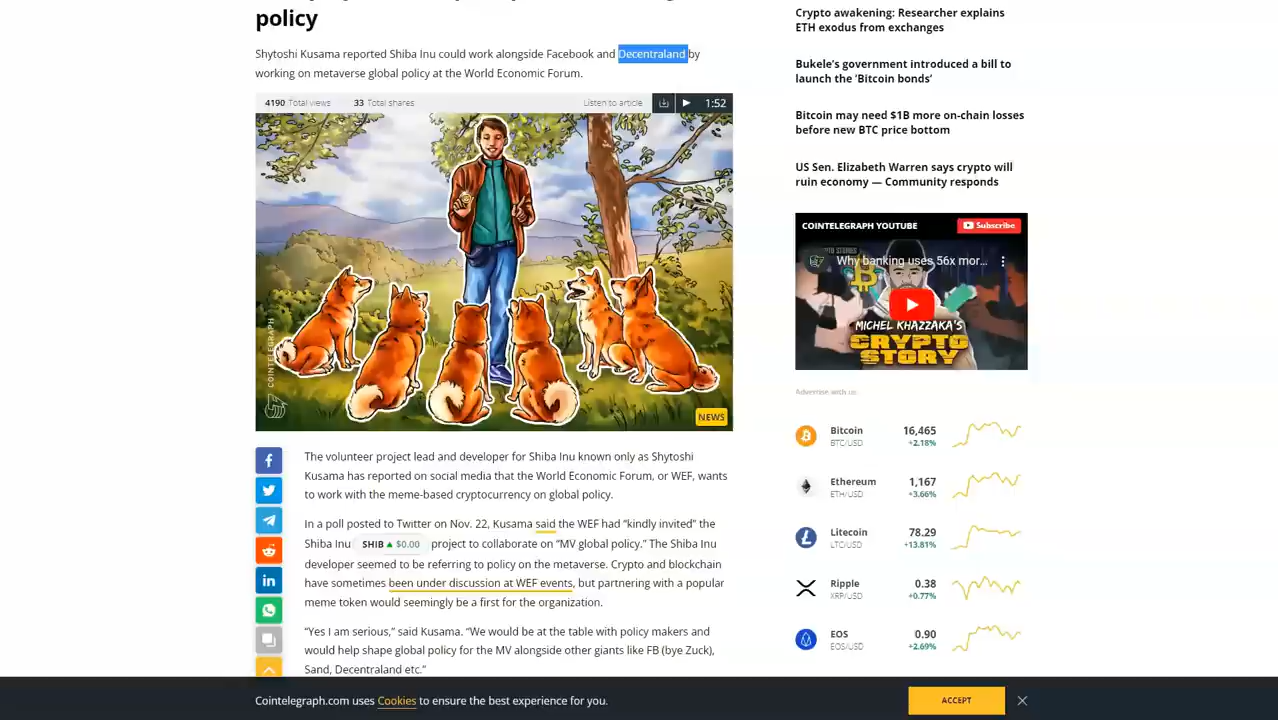 policy
Shytoshi Kusama reported Shiba Inu could work alongside Facebook and Decentraland by
working on metaverse global policy at the World Economic Forum.
4190 Total views 33 Total shares Listen to article 1:52
COINTELEGRAPH
NEWS
The volunteer project lead and developer for Shiba Inu known only as Shytoshi
Kusama has reported on social media that the World Economic Forum, or WEF, wants
to work with the meme-based cryptocurrency on global policy.
In a poll posted to Twitter on Nov. 22, Kusama said the WEF had “kindly invited” the
Shiba Inu SHIB ▲ $0.00 project to collaborate on “MV global policy.” The Shiba Inu
developer seemed to be referring to policy on the metaverse. Crypto and blockchain
have sometimes been under discussion at WEF events, but partnering with a popular
meme token would seemingly be a first for the organization.
“Yes I am serious,” said Kusama. “We would be at the table with policy makers and
would help shape global policy for the MV alongside other giants like FB (bye Zuck),
Sand, Decentraland etc.”
Crypto awakening: Researcher explains
ETH exodus from exchanges
Bukele’s government introduced a bill to
launch the ‘Bitcoin bonds’
Bitcoin may need $1B more on-chain losses
before new BTC price bottom
US Sen. Elizabeth Warren says crypto will
ruin economy — Community responds
COINTELEGRAPH YOUTUBE Subscribe
Why banking uses 56x mor...
MICHEL KHAZZAKA'S
CRYPTO
STORY
Advertise with us
Bitcoin 16,465
BTC/USD +2.18%
Ethereum 1,167
ETH/USD +3.66%
Litecoin 78.29
LTC/USD +13.81%
Ripple 0.38
XRP/USD +0.77%
EOS 0.90
EOS/USD +2.69%
Cointelegraph.com uses Cookies to ensure the best experience for you.
ACCEPT